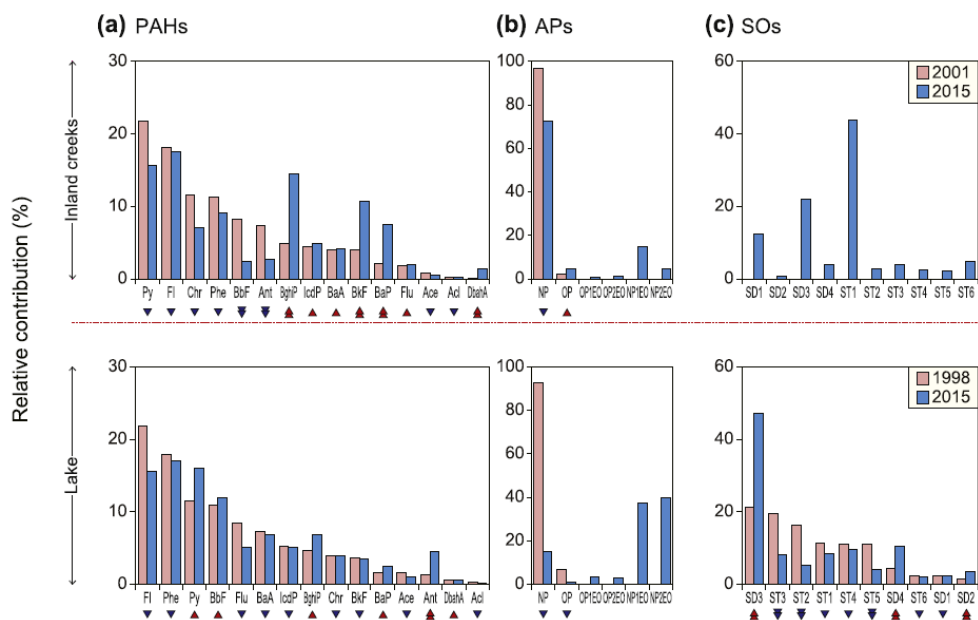 (a) PAHs
(b) APs
(c) SOs
Relative contribution (%)
Inland creeks
30
20
10
0
Py Fl Chr Phe BbF Ant BghiP IcdP BaA BkF BaP Flu Ace Acl DbahA
100
80
60
40
20
0
NP OP OP1EO OP2EO NP1EO NP2EO
60
40
20
0
2001
2015
SD1 SD2 SD3 SD4 ST1 ST2 ST3 ST4 ST5 ST6
Lake
30
20
10
0
Fl Phe Py BbF Flu BaA IcdP BghiP Chr BkF BaP Ace Ant DbahA Acl
100
80
60
40
20
0
NP OP OP1EO OP2EO NP1EO NP2EO
60
40
20
0
1998
2015
SD3 ST3 ST2 ST1 ST4 ST5 SD4 ST6 SD1 SD2